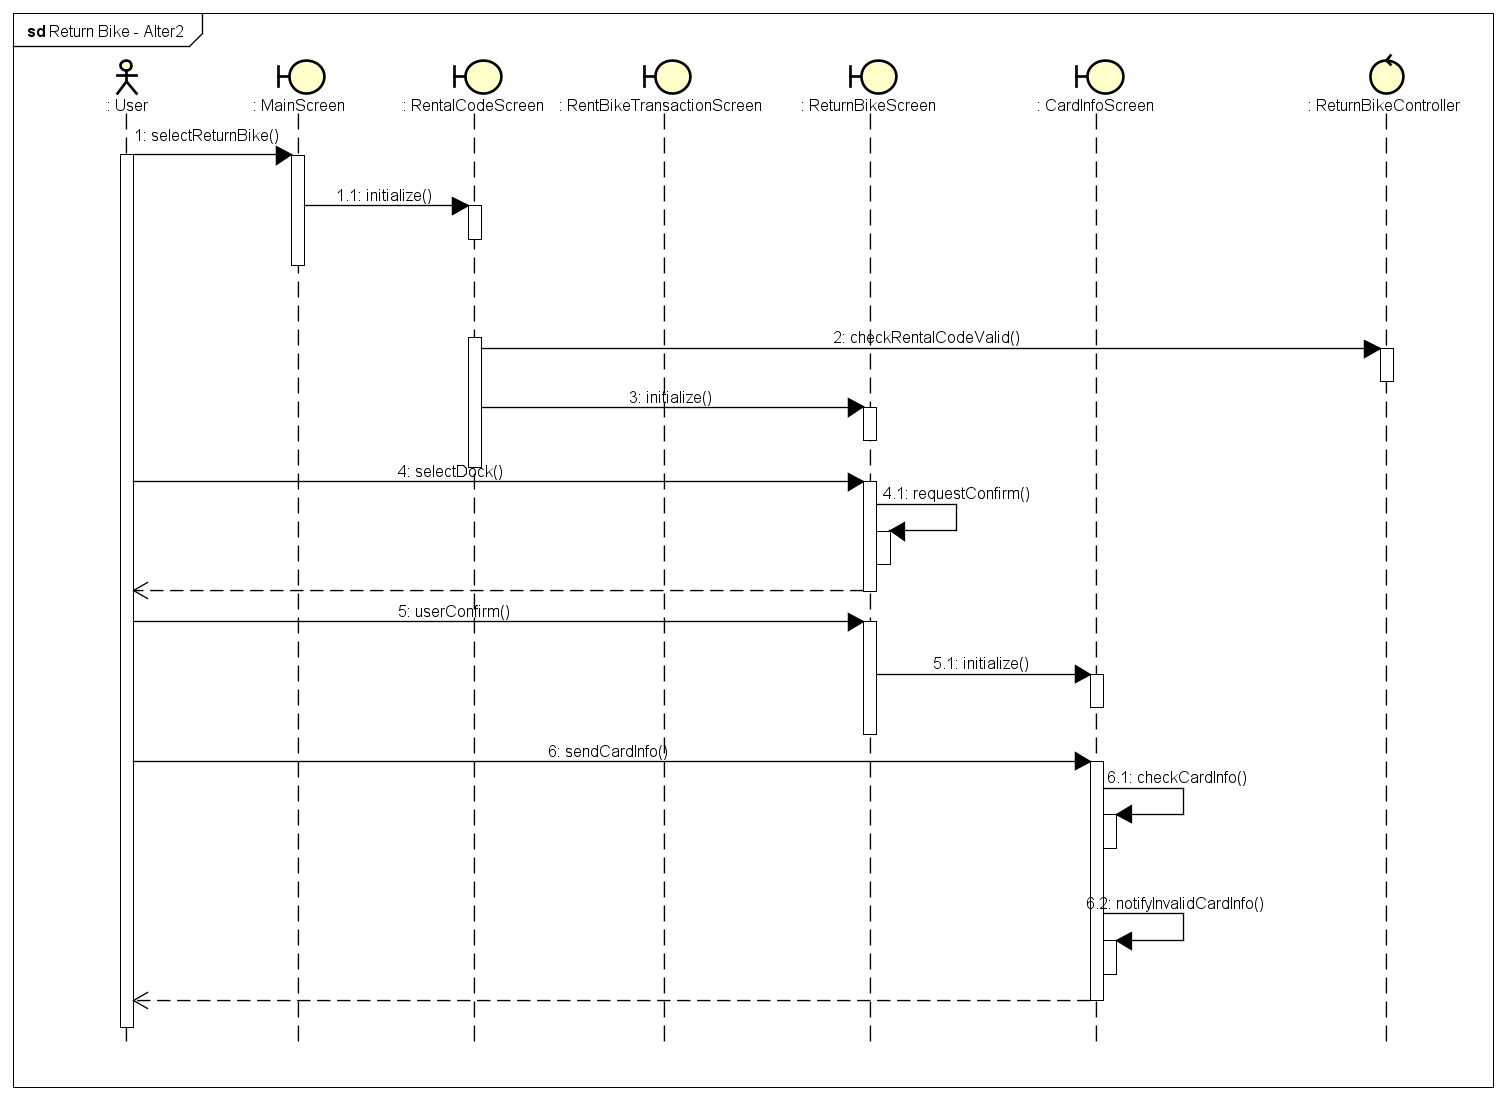 sd Return Bike - Alter2
: User
: MainScreen
: RentalCodeScreen
: RentBikeTransactionScreen
: ReturnBikeScreen
: CardInfoScreen
: ReturnBikeController
1: selectReturnBike()
1.1: initialize()
2: checkRentalCodeValid()
3: initialize()
4: selectDock()
4.1: requestConfirm()
5: userConfirm()
5.1: initialize()
6: sendCardInfo()
6.1: checkCardInfo()
6.2: notifyInvalidCardInfo()